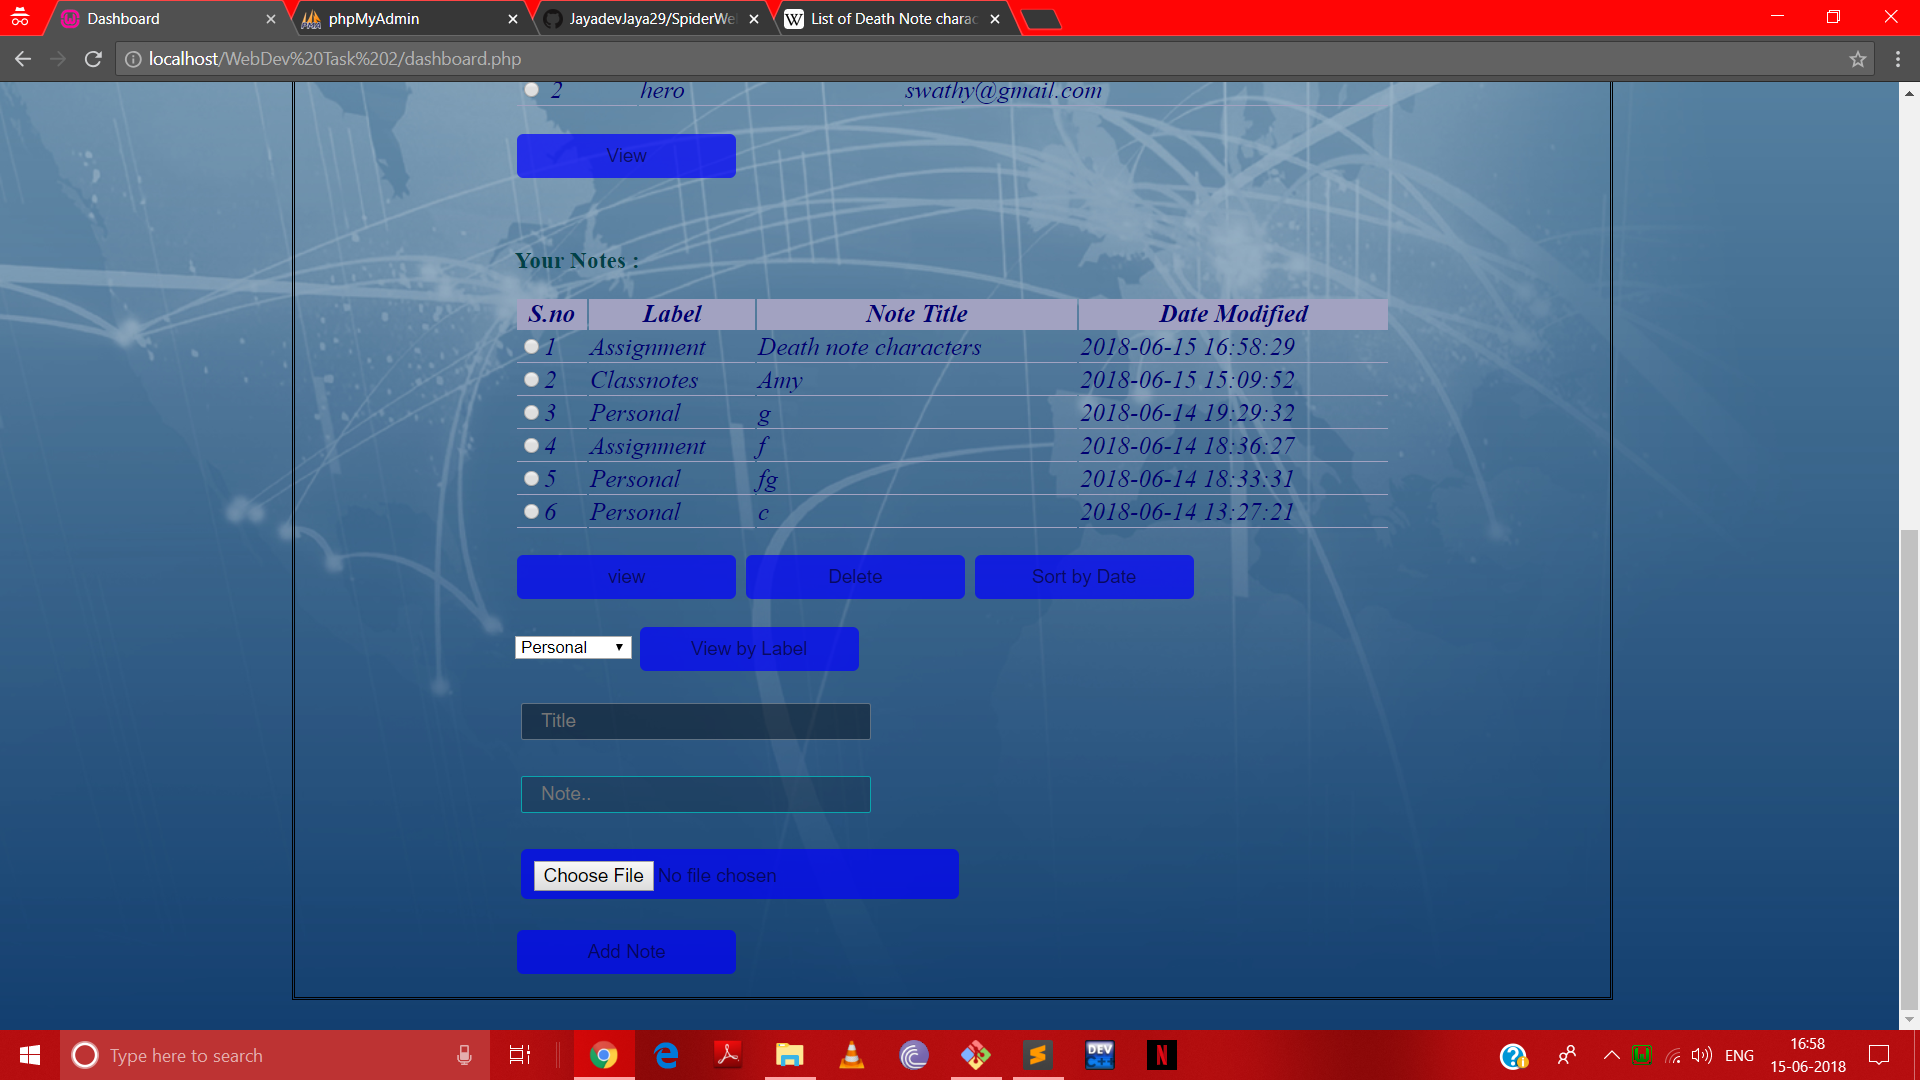 Dashboard
phpMyAdmin
JayadevJaya29/SpiderWe
List of Death Note charac
localhost/WebDev%20Task%202/dashboard.php
2 hero swathy@gmail.com
View
Your Notes :
S.no Label Note Title Date Modified
1 Assignment Death note characters 2018-06-15 16:58:29
2 Classnotes Amy 2018-06-15 15:09:52
3 Personal g 2018-06-14 19:29:32
4 Assignment f 2018-06-14 18:36:27
5 Personal fg 2018-06-14 18:33:31
6 Personal c 2018-06-14 13:27:21
view Delete Sort by Date
Personal View by Label
Title
Note..
Choose File No file chosen
Add Note
Type here to search
DEV C++
N
ENG
16:58
15-06-2018